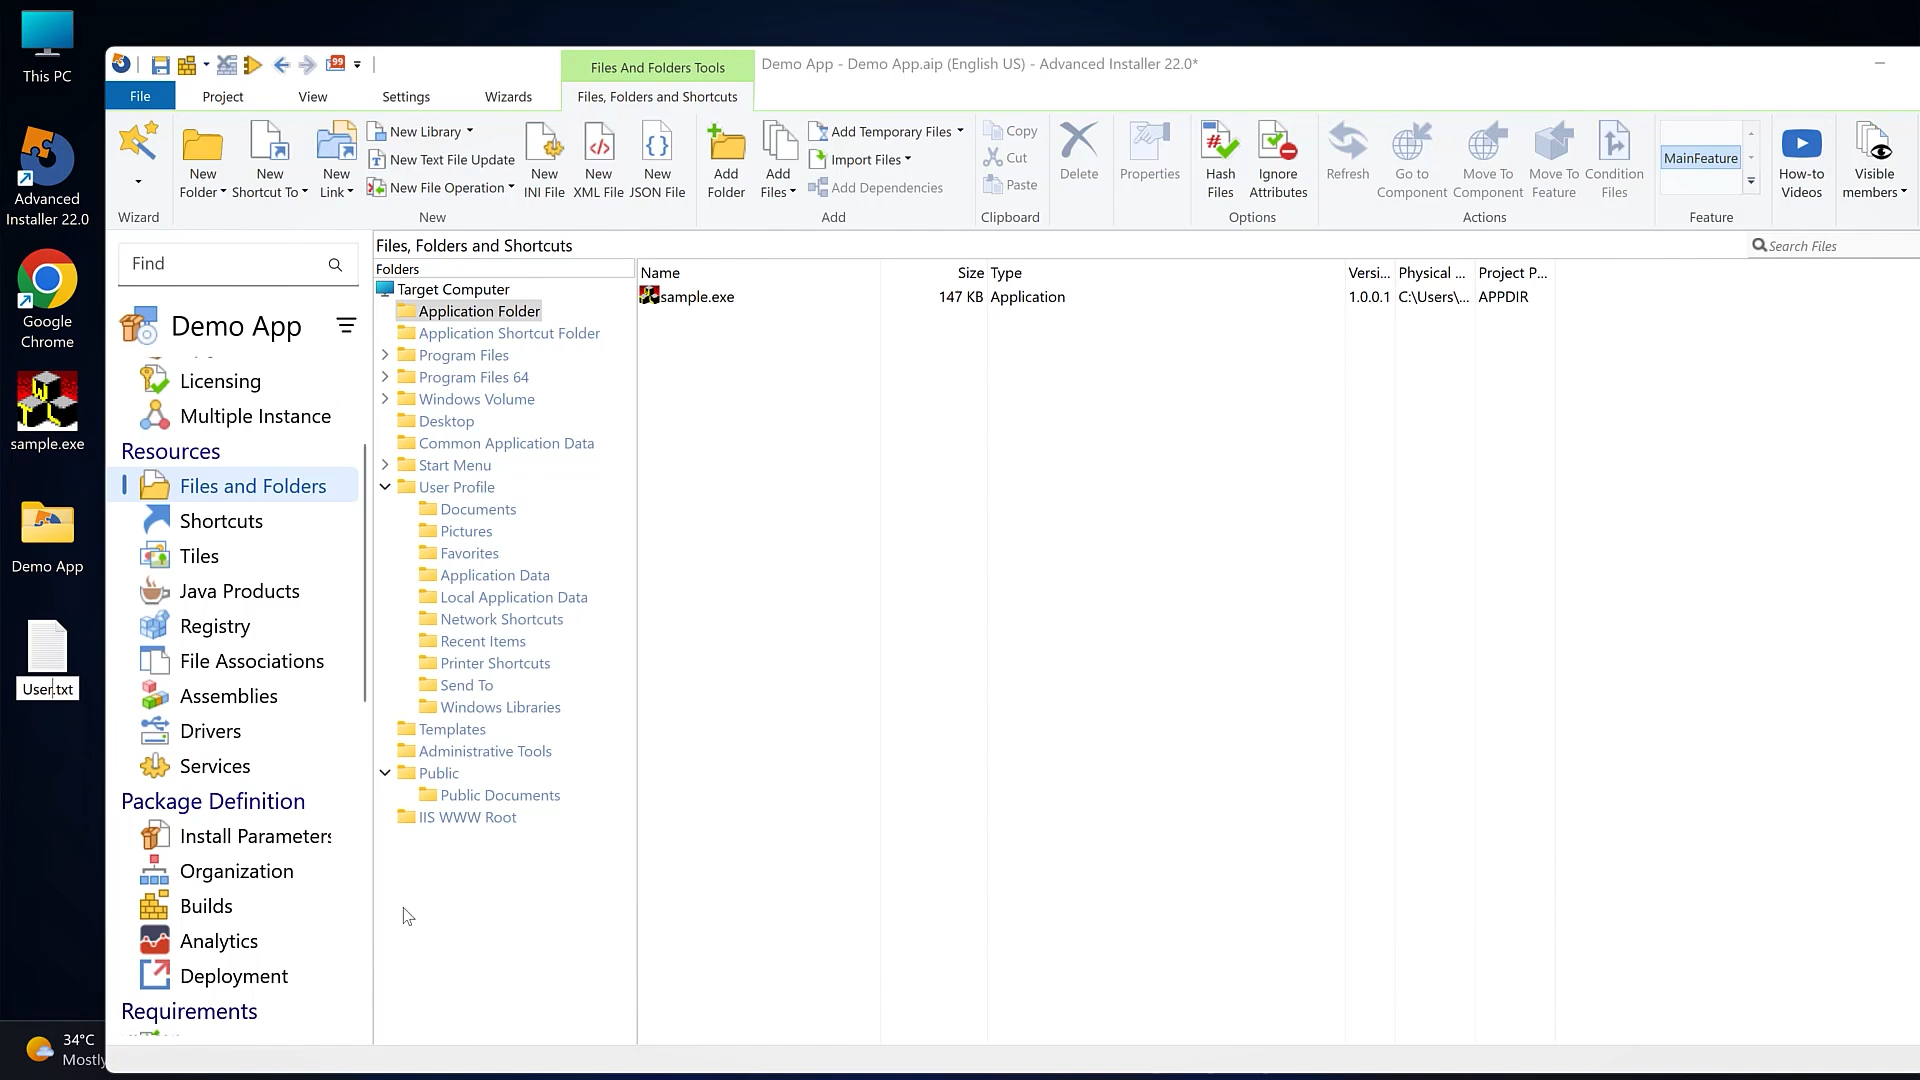 This PC
Advanced
Installer 22.0
Google
Chrome
sample.exe
Demo App
User.txt
34°C
Mostly
99
Files And Folders Tools
Demo App - Demo App.aip (English US) - Advanced Installer 22.0*
File
Project
View
Settings
Wizards
Files, Folders and Shortcuts
Wizard
New
Folder
New
Shortcut To
New
Link
New Library
New Text File Update
New File Operation
New
INI File
New
XML File
New
JSON File
New
Add
Folder
Add
Files
Add Temporary Files
Import Files
Add Dependencies
Add
Copy
Cut
Paste
Clipboard
Delete
Properties
Hash
Files
Ignore
Attributes
Options
Refresh
Go to
Component
Move To
Component
Move To
Feature
Condition
Files
Actions
MainFeature
Feature
How-to
Videos
Visible
members
Find
Demo App
Licensing
Multiple Instance
Resources
Files and Folders
Shortcuts
Tiles
Java Products
Registry
File Associations
Assemblies
Drivers
Services
Package Definition
Install Parameters
Organization
Builds
Analytics
Deployment
Requirements
Files, Folders and Shortcuts
Search Files
Folders
Target Computer
Application Folder
Application Shortcut Folder
Program Files
Program Files 64
Windows Volume
Desktop
Common Application Data
Start Menu
User Profile
Documents
Pictures
Favorites
Application Data
Local Application Data
Network Shortcuts
Recent Items
Printer Shortcuts
Send To
Windows Libraries
Templates
Administrative Tools
Public
Public Documents
IIS WWW Root
Name Size Type Versi... Physical ... Project P...
sample.exe 147 KB Application 1.0.0.1 C:\Users\... APPDIR